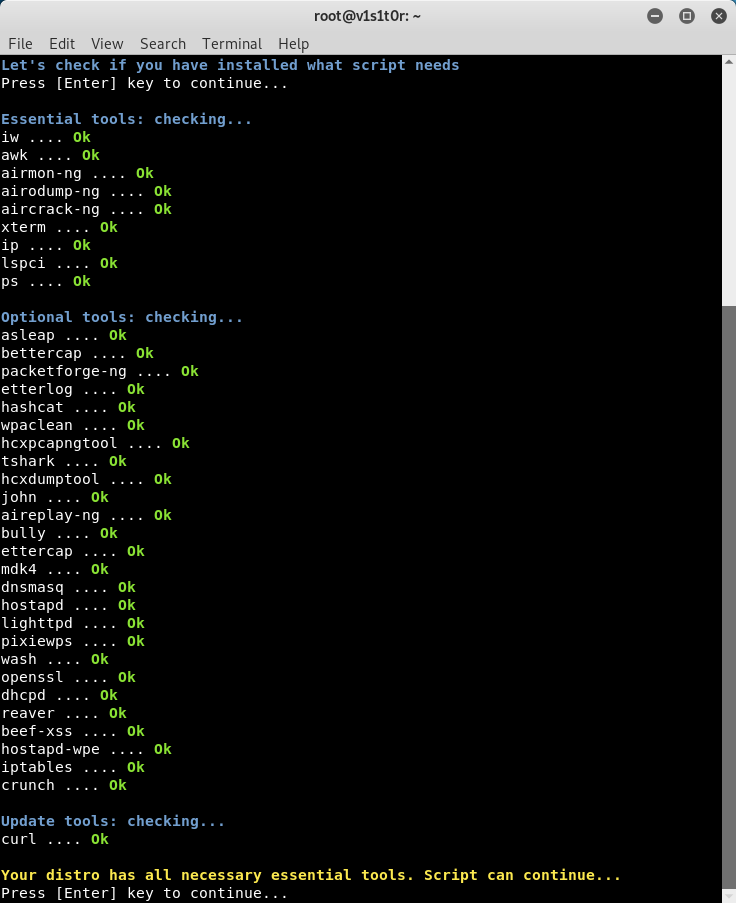 root@v1s1t0r: ~
File Edit View Search Terminal Help
Let's check if you have installed what script needs
Press [Enter] key to continue...
Essential tools: checking...
iw .... Ok
awk .... Ok
airmon-ng .... Ok
airodump-ng .... Ok
aircrack-ng .... Ok
xterm .... Ok
ip .... Ok
lspci .... Ok
ps .... Ok
Optional tools: checking...
asleap .... Ok
bettercap .... Ok
packetforge-ng .... Ok
etterlog .... Ok
hashcat .... Ok
wpaclean .... Ok
hcxpcapngtool .... Ok
tshark .... Ok
hcxdumptool .... Ok
john .... Ok
aireplay-ng .... Ok
bully .... Ok
ettercap .... Ok
mdk4 .... Ok
dnsmasq .... Ok
hostapd .... Ok
lighttpd .... Ok
pixiewps .... Ok
wash .... Ok
openssl .... Ok
dhcpd .... Ok
reaver .... Ok
beef-xss .... Ok
hostapd-wpe .... Ok
iptables .... Ok
crunch .... Ok
Update tools: checking...
curl .... Ok
Your distro has all necessary essential tools. Script can continue...
Press [Enter] key to continue...